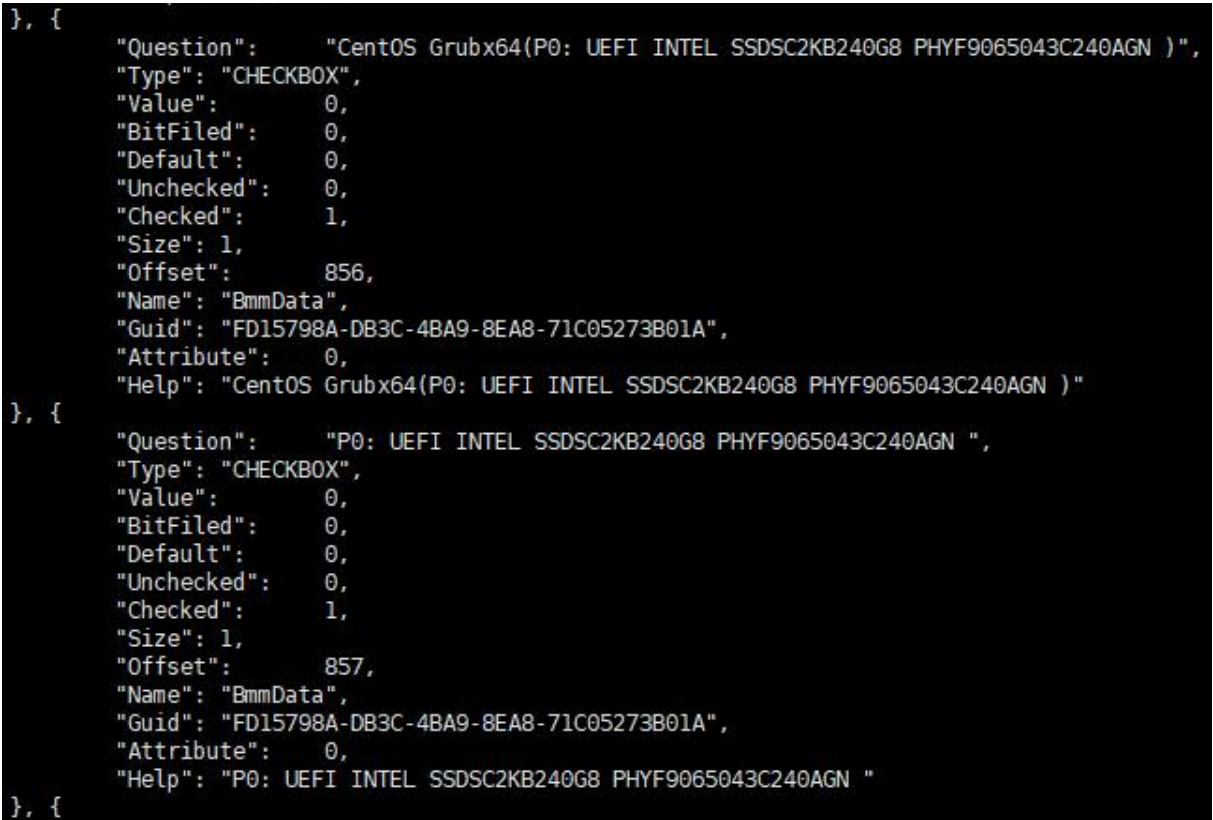 }, {
"Question": "CentOS Grubx64(P0: UEFI INTEL SSDSC2KB240G8 PHYF9065043C240AGN )",
"Type": "CHECKBOX",
"Value": 0,
"BitFiled": 0,
"Default": 0,
"Unchecked": 0,
"Checked": 1,
"Size": 1,
"Offset": 856,
"Name": "BmmData",
"Guid": "FD15798A-DB3C-4BA9-8EA8-71C05273B01A",
"Attribute": 0,
"Help": "CentOS Grubx64(P0: UEFI INTEL SSDSC2KB240G8 PHYF9065043C240AGN )"
}, {
"Question": "P0: UEFI INTEL SSDSC2KB240G8 PHYF9065043C240AGN ",
"Type": "CHECKBOX",
"Value": 0,
"BitFiled": 0,
"Default": 0,
"Unchecked": 0,
"Checked": 1,
"Size": 1,
"Offset": 857,
"Name": "BmmData",
"Guid": "FD15798A-DB3C-4BA9-8EA8-71C05273B01A",
"Attribute": 0,
"Help": "P0: UEFI INTEL SSDSC2KB240G8 PHYF9065043C240AGN "
}, {